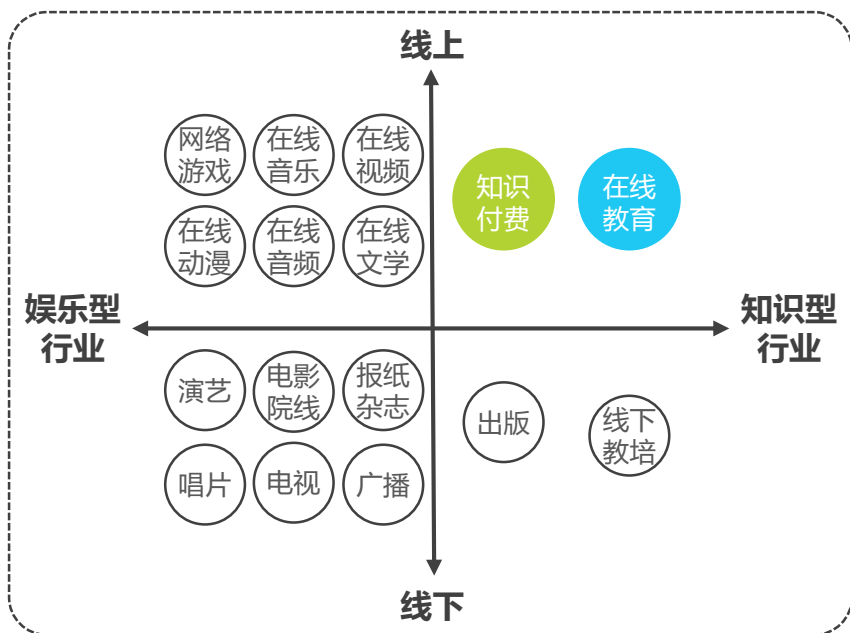 线上
网络
游戏
在线
音乐
在线
视频
知识
付费
在线
教育
在线
动漫
在线
音频
在线
文学
娱乐型
行业
知识型
行业
演艺
电影
院线
报纸
杂志
出版
线下
教培
唱片
电视
广播
线下